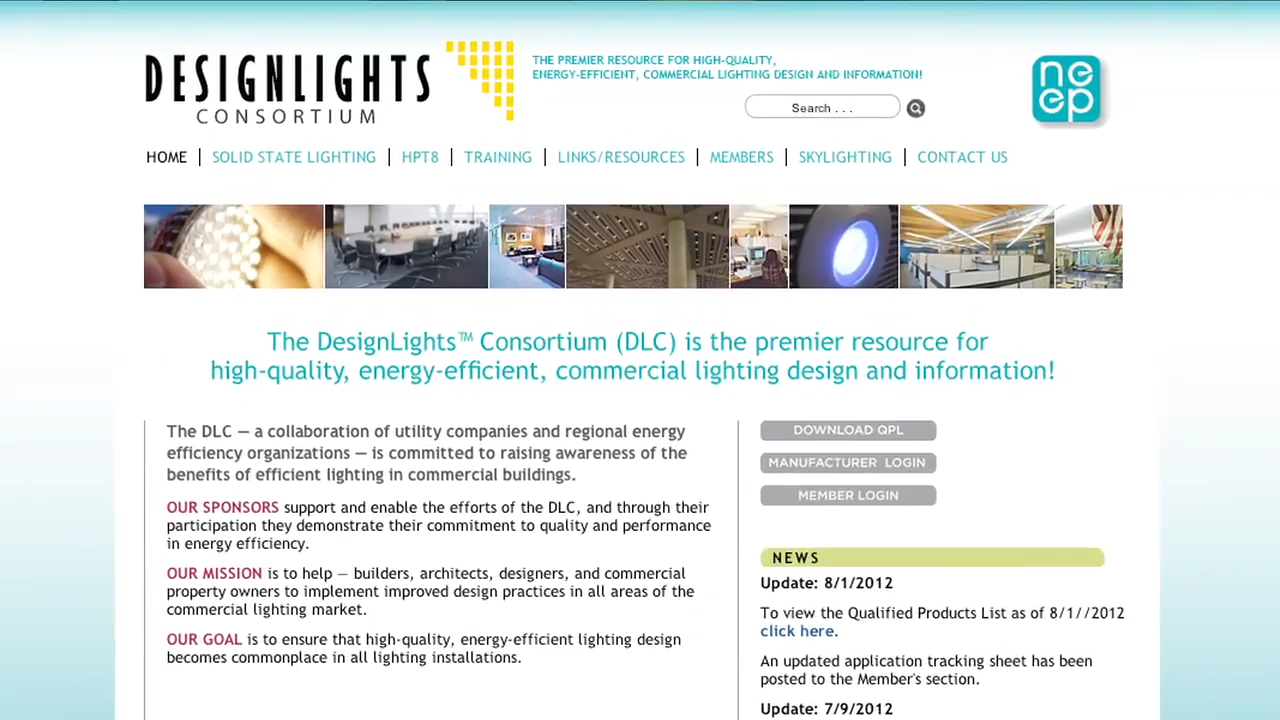 DESIGNLIGHTS
CONSORTIUM
THE PREMIER RESOURCE FOR HIGH-QUALITY,
ENERGY-EFFICIENT, COMMERCIAL LIGHTING DESIGN AND INFORMATION!
Search . . .
ne
ep
HOME | SOLID STATE LIGHTING | HPT8 | TRAINING | LINKS/RESOURCES | MEMBERS | SKYLIGHTING | CONTACT US
The DesignLights™ Consortium (DLC) is the premier resource for
high-quality, energy-efficient, commercial lighting design and information!
The DLC — a collaboration of utility companies and regional energy
efficiency organizations — is committed to raising awareness of the
benefits of efficient lighting in commercial buildings.
OUR SPONSORS support and enable the efforts of the DLC, and through their
participation they demonstrate their commitment to quality and performance
in energy efficiency.
OUR MISSION is to help — builders, architects, designers, and commercial
property owners to implement improved design practices in all areas of the
commercial lighting market.
OUR GOAL is to ensure that high-quality, energy-efficient lighting design
becomes commonplace in all lighting installations.
DOWNLOAD QPL
MANUFACTURER LOGIN
MEMBER LOGIN
NEWS
Update: 8/1/2012
To view the Qualified Products List as of 8/1//2012
click here.
An updated application tracking sheet has been
posted to the Member's section.
Update: 7/9/2012